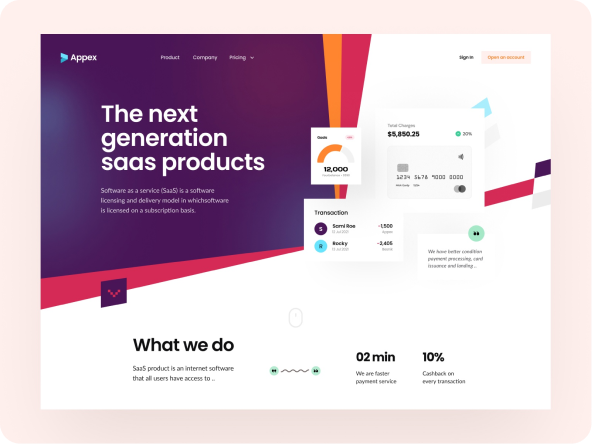 Appex
Product Company Pricing
Sign In
Open an account
The next
generation
saas products
Software as a service (SaaS) is a software
licensing and delivery model in whichsoftware
is licensed on a subscription basis.
Goals
12,000
Total Charges
$5,850.25
20%
1234 5678 9000 0000
Transaction
S
Sami Rae
-1,500
R
Rocky
-2,405
We have better condition
payment processing, card
issuance and lending...
What we do
SaaS product is an internet software
that all users have access to ..
02 min
We are faster
payment service
10%
Cashback on
every transaction